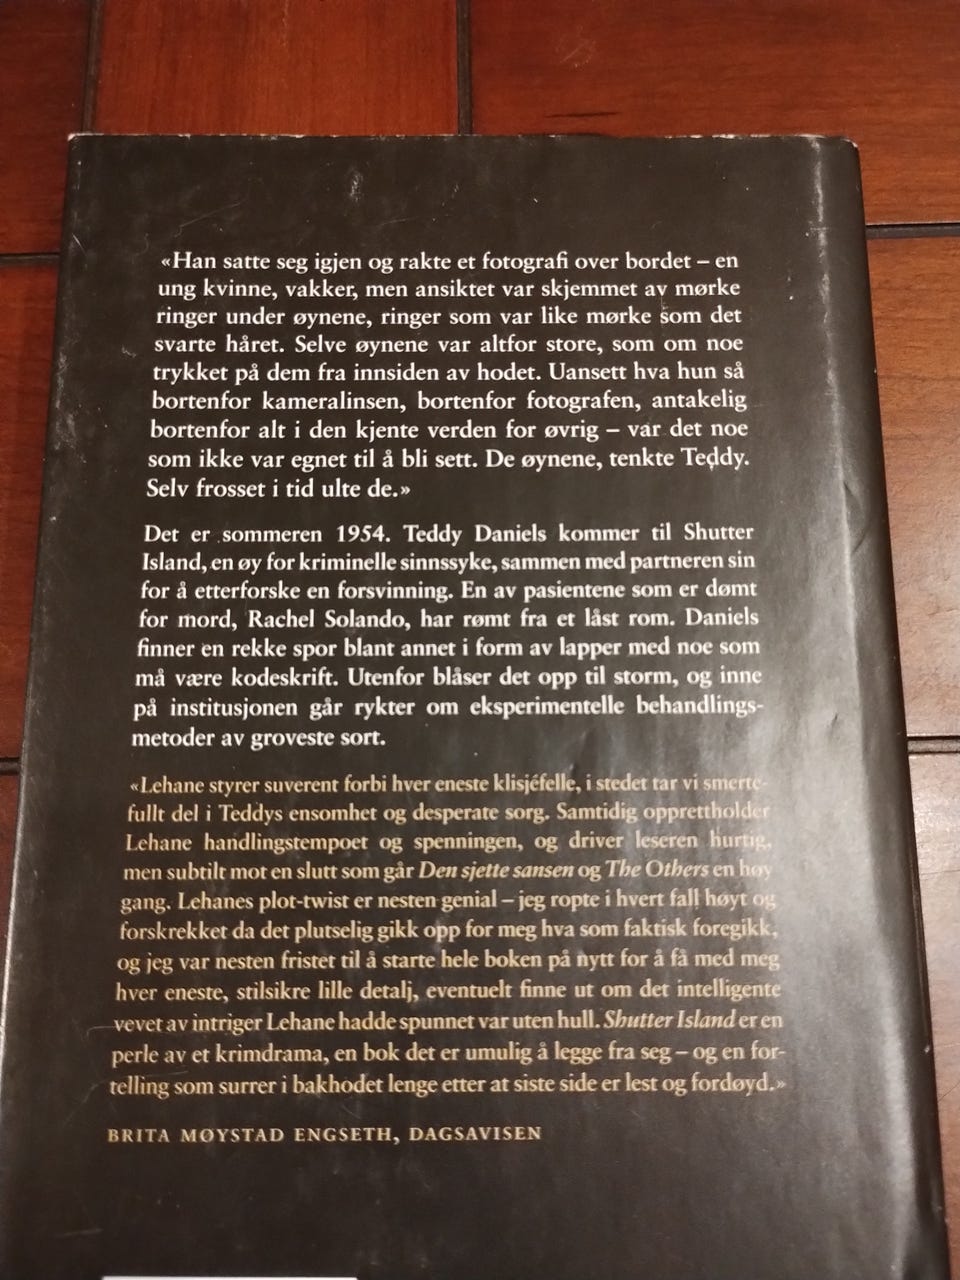 «Han satte seg igjen og rakte et fotografi over bordet – en
ung kvinne, vakker, men ansiktet var skjemmet av mørke
ringer under øynene, ringer som var like mørke som det
svarte håret. Selve øynene var altfor store, som om noe
trykket på dem fra innsiden av hodet. Uansett hva hun så
bortenfor kameralinsen, bortenfor fotografen, antakelig
bortenfor alt i den kjente verden for øvrig – var det noe
som ikke var egnet til å bli sett. De øynene, tenkte Teddy.
Selv frosset i tid ulte de.»
Det er sommeren 1954. Teddy Daniels kommer til Shutter
Island, en øy for kriminelle sinnssyke, sammen med partneren sin
for å etterforske en forsvinning. En av pasientene som er dømt
for mord, Rachel Solando, har rømt fra et låst rom. Daniels
finner en rekke spor blant annet i form av lapper med noe som
må være kodeskrift. Utenfor blåser det opp til storm, og inne
på institusjonen går rykter om eksperimentelle behandlings-
metoder av groveste sort.
«Lehane styrer suverent forbi hver eneste klisjéfelle, i stedet tar vi smerte-
fullt del i Teddys ensomhet og desperate sorg. Samtidig opprettholder
Lehane handlingstempoet og spenningen, og driver leseren hurtig,
men subtilt mot en slutt som går Den sjette sansen og The Others en høy
gang. Lehanes plot-twist er nesten genial – jeg ropte i hvert fall høyt og
forskrekket da det plutselig gikk opp for meg hva som faktisk foregikk,
og jeg var nesten fristet til å starte hele boken på nytt for å få med meg
hver eneste, stilsikre lille detalj, eventuelt finne ut om det intelligente
vevet av intriger Lehane hadde spunnet var uten hull. Shutter Island er en
perle av et krimdrama, en bok det er umulig å legge fra seg – og en for-
telling som surrer i bakhodet lenge etter at siste side er lest og fordøyd.»
BRITA MØYSTAD ENGSETH, DAGSAVISEN